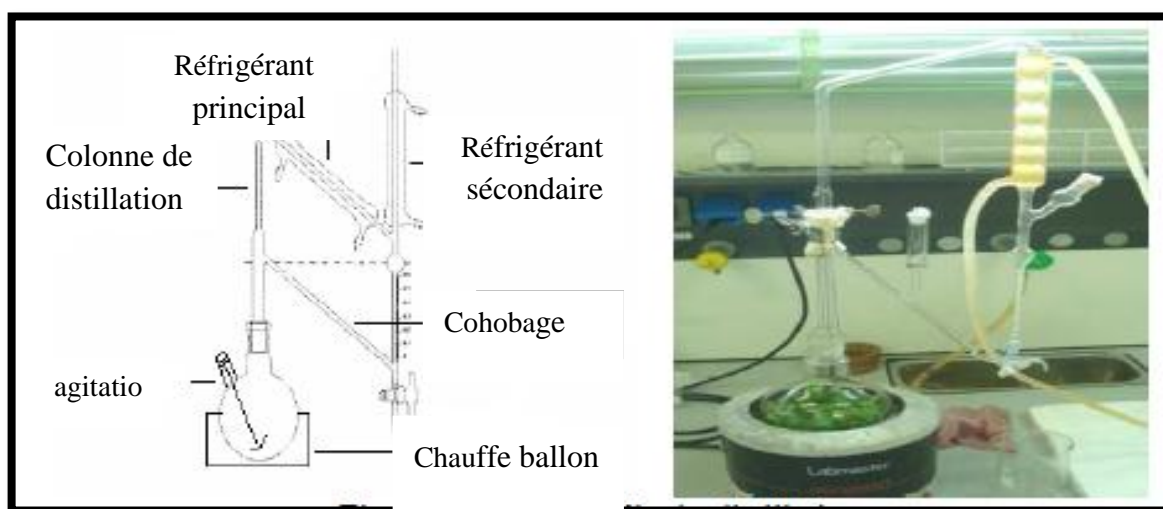 Réfrigérant
principal
Colonne de
distillation
Réfrigérant
sécondaire
Cohobage
agitatio
Chauffe ballon
Labmaster